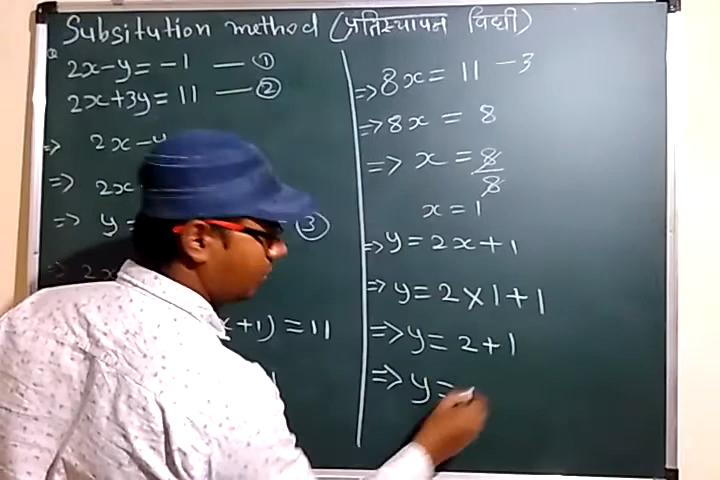 Subsitution method (प्रतिस्थापन विधी)
2x-y= -1 — ①
2x+3y= 11 — ②
=> 2x-y
=> 2x
=> y= ③
=> 2x
x+1) = 11
=> 8x = 11 - 3
=> 8x = 8
=> x = 8/8
x = 1
=> y = 2x+1
=> y = 2×1+1
=> y = 2+1
=> y =